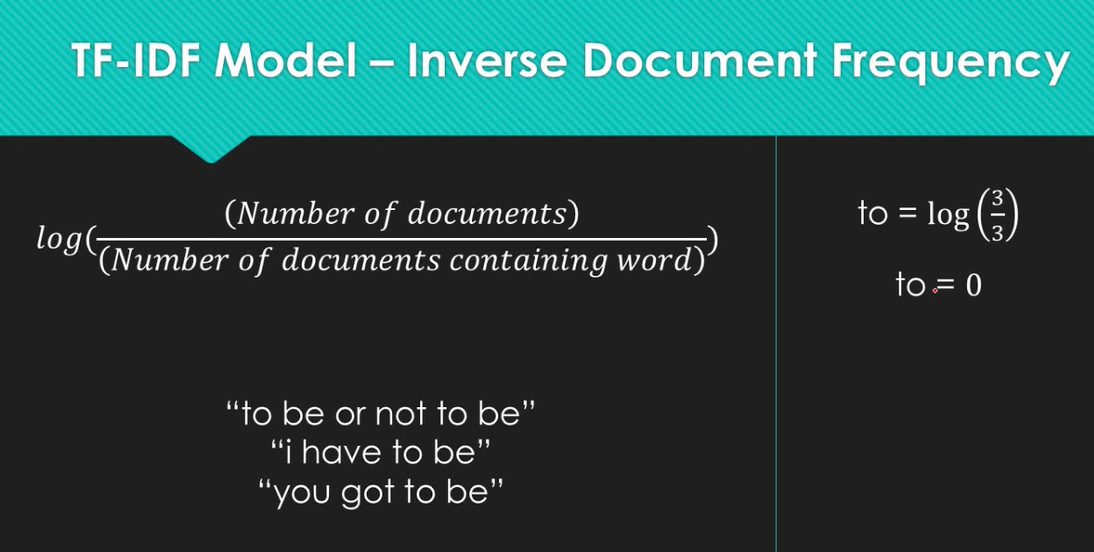 TF-IDF Model – Inverse Document Frequency
log((Number of documents)/(Number of documents containing word))
to = log(3/3)
to = 0
“to be or not to be”
“i have to be”
“you got to be”